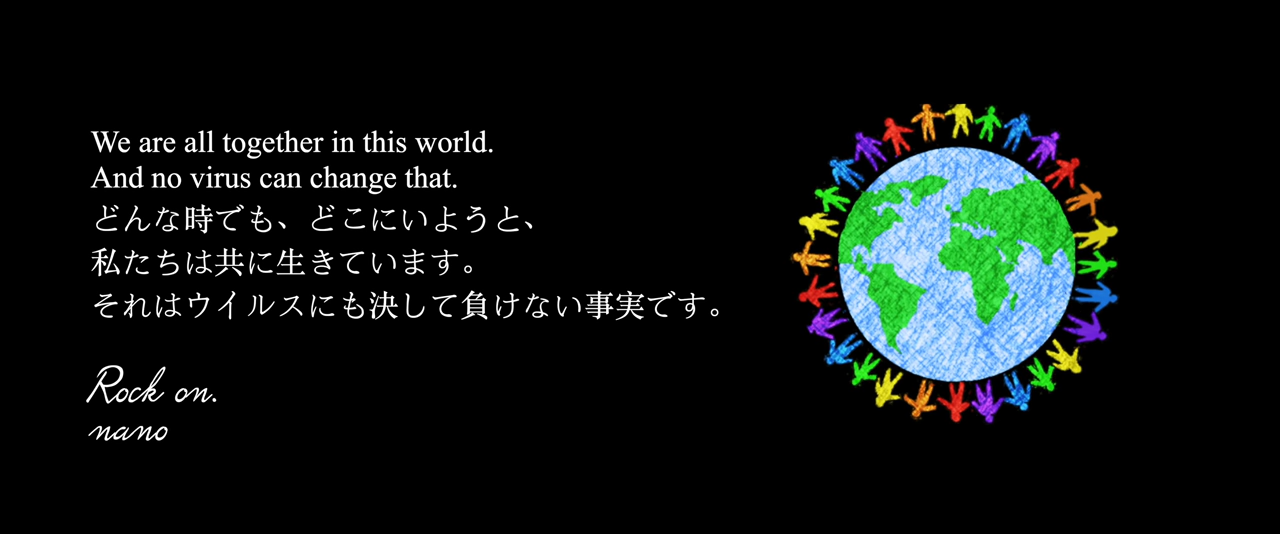 We are all together in this world.
And no virus can change that.
どんな時でも、どこにいようと、
私たちは共に生きています。
それはウイルスにも決して負けない事実です。
Rock on.
nano